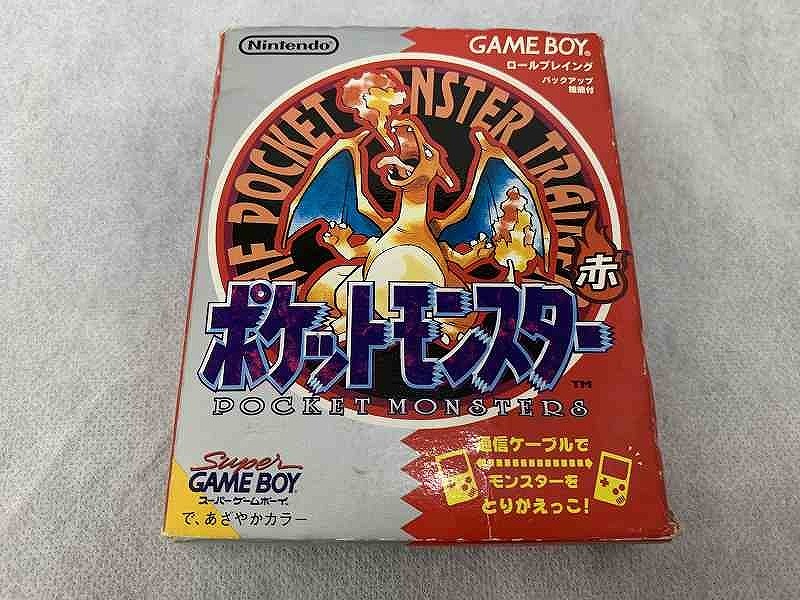 Nintendo
GAME BOY
ロールプレイング
バックアップ
機能付
THE POCKET MONSTER TRAINER
赤
ポケットモンスター
TM
POCKET MONSTERS
Super
GAME BOY
スーパーゲームボーイ
で、あざやかカラー
通信ケーブルで
モンスターを
とりかえっこ!